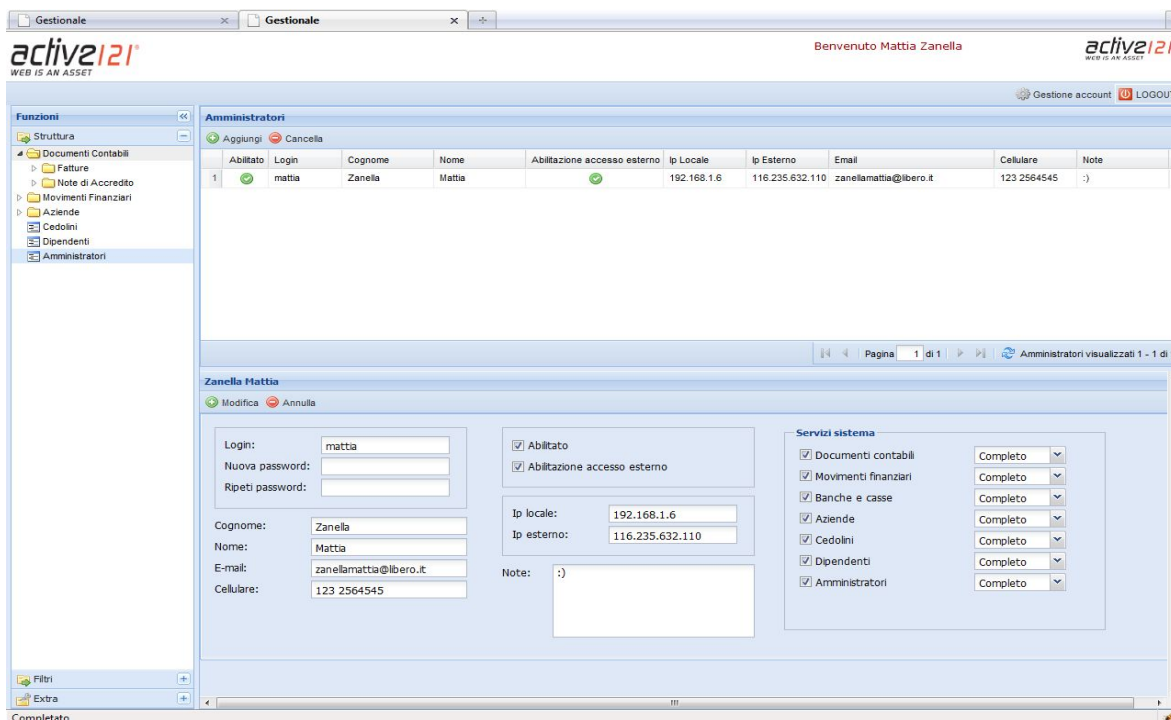 Gestionale
Gestionale
active121
WEB IS AN ASSET
Benvenuto Mattia Zanella
active121
WEB IS AN ASSET
Gestione account LOGOUT
Funzioni
Struttura
Documenti Contabili
Fatture
Note di Accredito
Movimenti Finanziari
Aziende
Cedolini
Dipendenti
Amministratori
Filtri
Extra
Amministratori
Aggiungi Cancella
Abilitato Login Cognome Nome Abilitazione accesso esterno Ip Locale Ip Esterno Email Cellulare Note
1 mattia Zanella Mattia 192.168.1.6 116.235.632.110 zanellamattia@libero.it 123 2564545 :)
Pagina 1 di 1 Amministratori visualizzati 1 - 1 di
Zanella Mattia
Modifica Annulla
Login: mattia
Nuova password:
Ripeti password:
Cognome: Zanella
Nome: Mattia
E-mail: zanellamattia@libero.it
Cellulare: 123 2564545
Abilitato
Abilitazione accesso esterno
Ip locale: 192.168.1.6
Ip esterno: 116.235.632.110
Note: :)
Servizi sistema
Documenti contabili Completo
Movimenti finanziari Completo
Banche e casse Completo
Aziende Completo
Cedolini Completo
Dipendenti Completo
Amministratori Completo
Completato